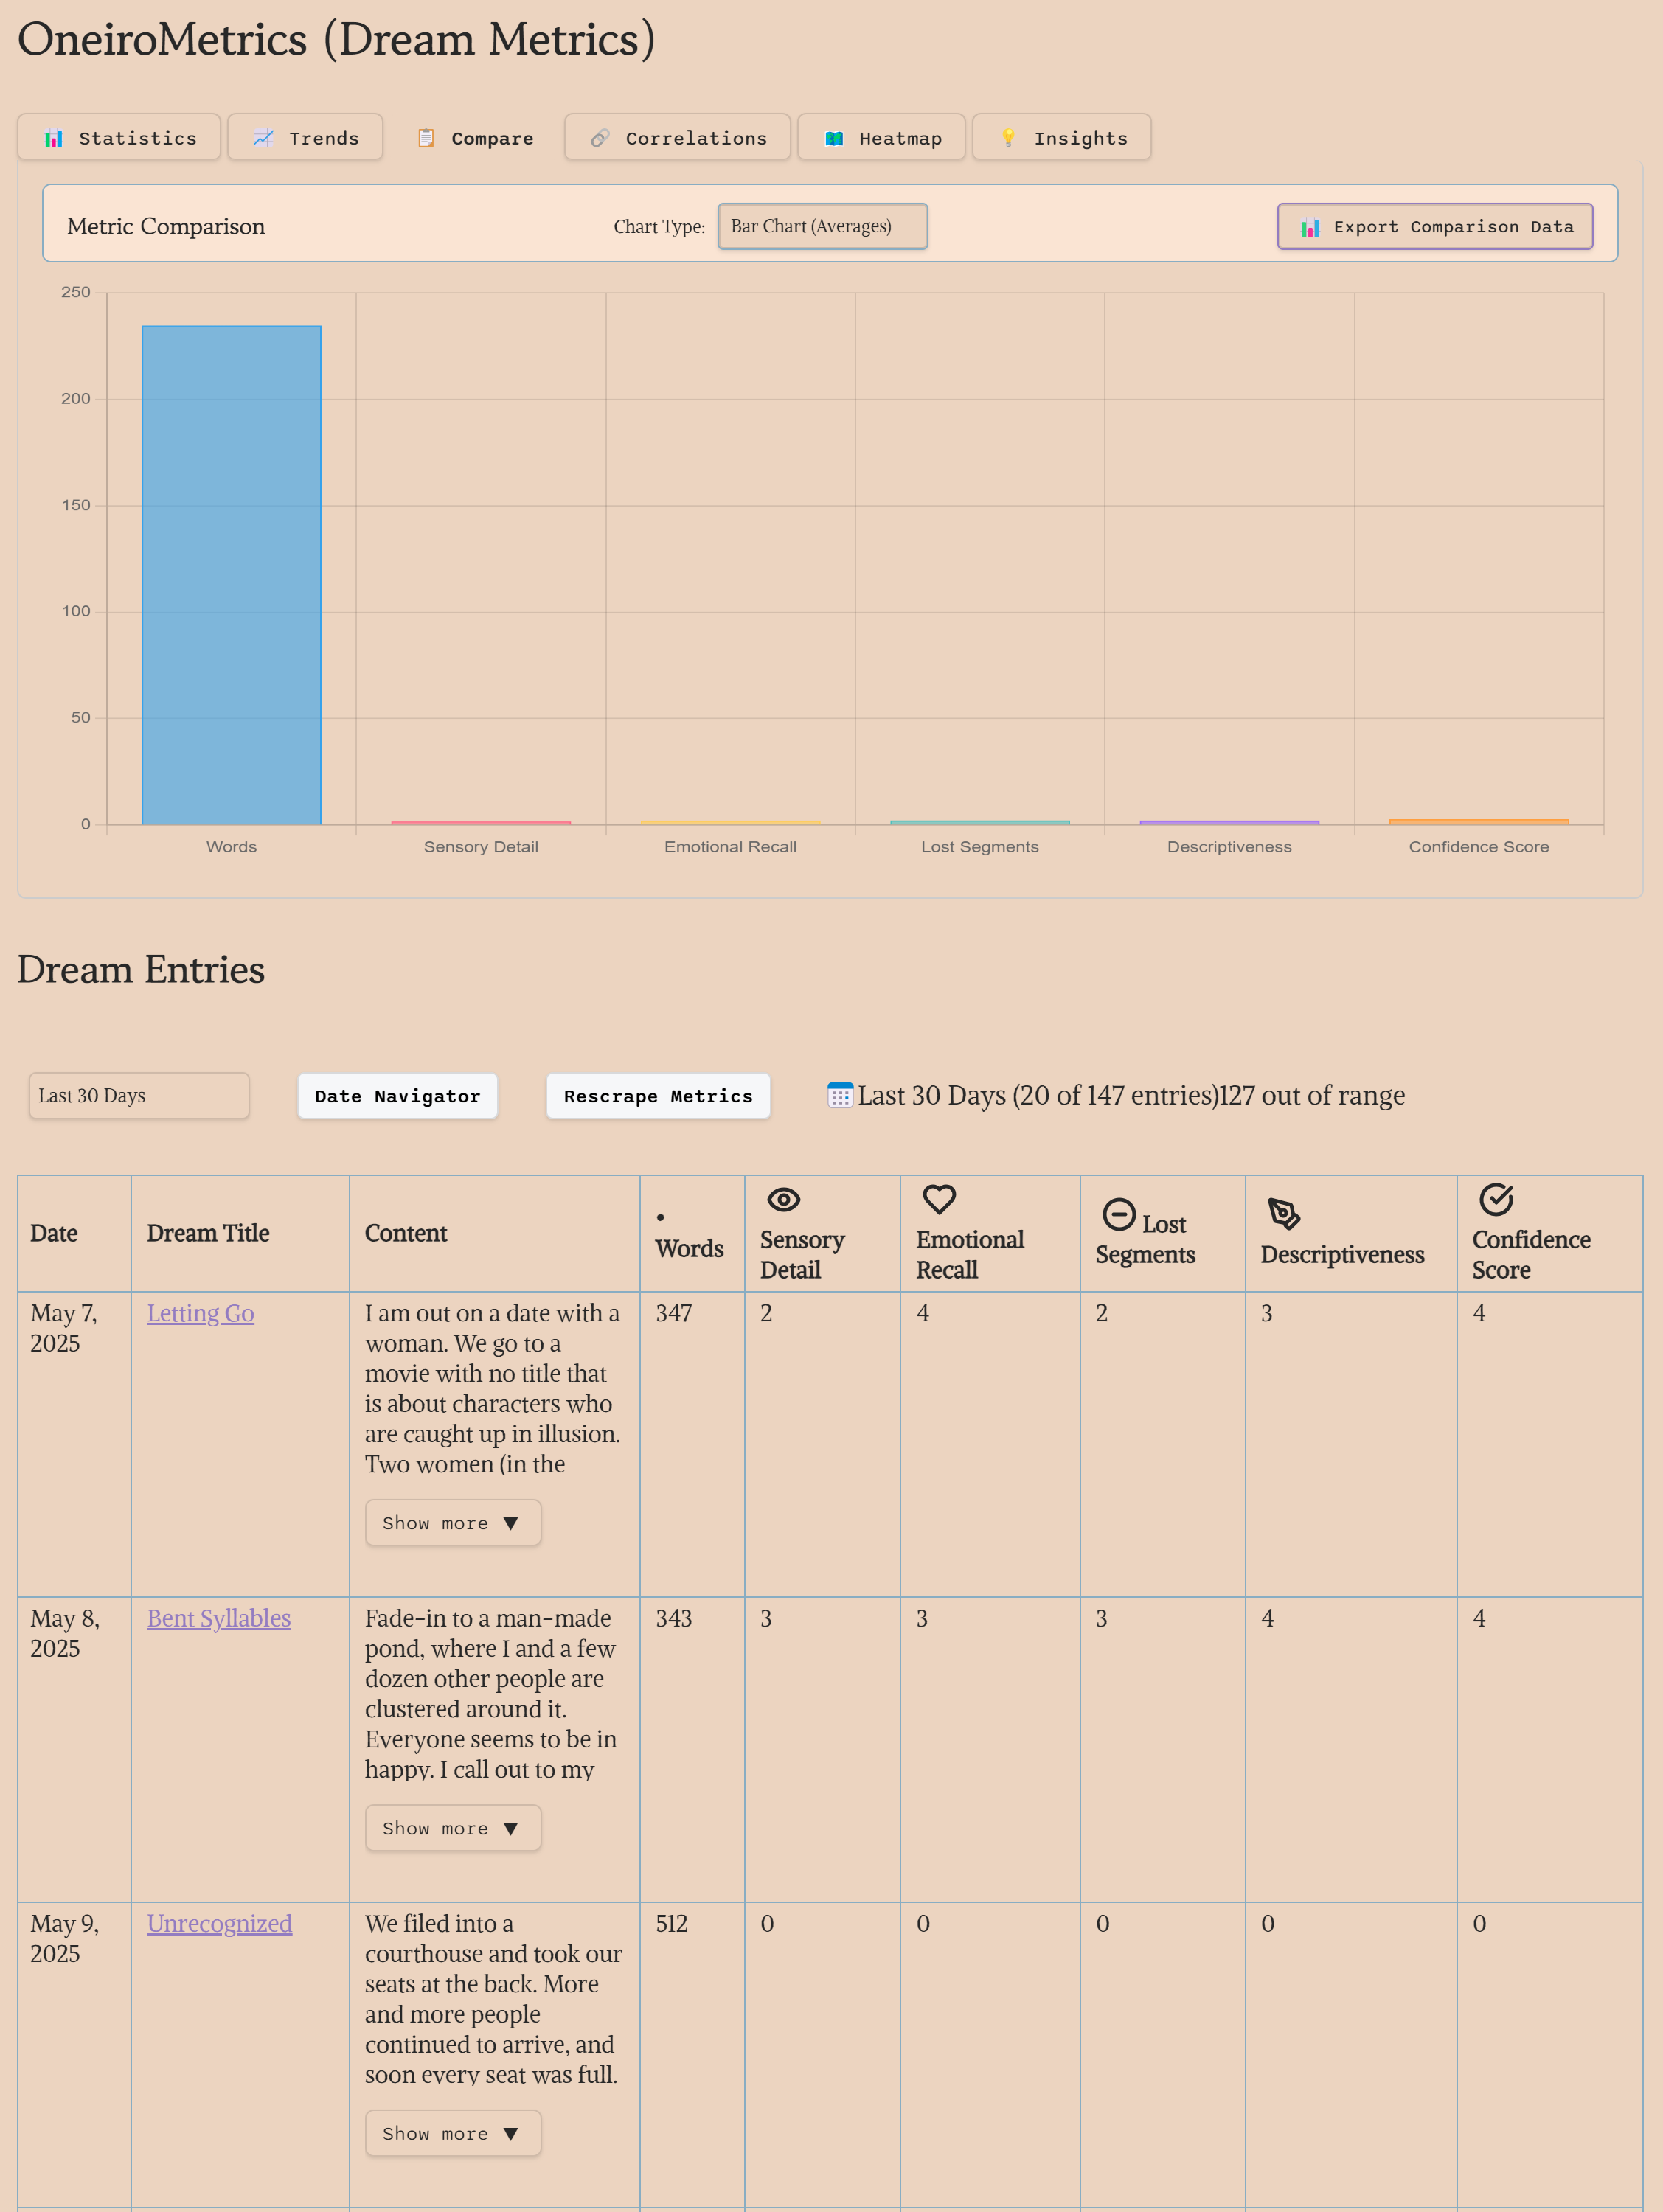 OneiroMetrics (Dream Metrics)
Statistics Trends Compare Correlations Heatmap Insights
Metric Comparison Chart Type: Bar Chart (Averages) Export Comparison Data
250
200
150
100
50
0
Words Sensory Detail Emotional Recall Lost Segments Descriptiveness Confidence Score
Dream Entries
Last 30 Days Date Navigator Rescrape Metrics Last 30 Days (20 of 147 entries)127 out of range
Date
Dream Title
Content
Words
Sensory
Detail
Emotional
Recall
Lost
Segments
Descriptiveness
Confidence
Score
May 7,
2025
Letting Go
I am out on a date with a
woman. We go to a
movie with no title that
is about characters who
are caught up in illusion.
Two women (in the
Show more ▼
347
2
4
2
3
4
May 8,
2025
Bent Syllables
Fade-in to a man-made
pond, where I and a few
dozen other people are
clustered around it.
Everyone seems to be in
happy. I call out to my
Show more ▼
343
3
3
3
4
4
May 9,
2025
Unrecognized
We filed into a
courthouse and took our
seats at the back. More
and more people
continued to arrive, and
soon every seat was full.
Show more ▼
512
0
0
0
0
0